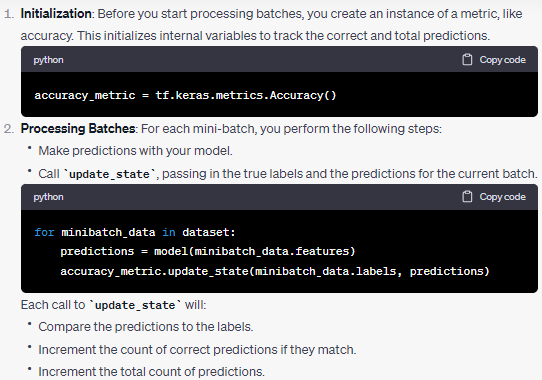 1. Initialization: Before you start processing batches, you create an instance of a metric, like
accuracy. This initializes internal variables to track the correct and total predictions.
python Copy code
accuracy_metric = tf.keras.metrics.Accuracy()
2. Processing Batches: For each mini-batch, you perform the following steps:
• Make predictions with your model.
• Call `update_state`, passing in the true labels and the predictions for the current batch.
python Copy code
for minibatch_data in dataset:
    predictions = model(minibatch_data.features)
    accuracy_metric.update_state(minibatch_data.labels, predictions)
Each call to `update_state` will:
• Compare the predictions to the labels.
• Increment the count of correct predictions if they match.
• Increment the total count of predictions.